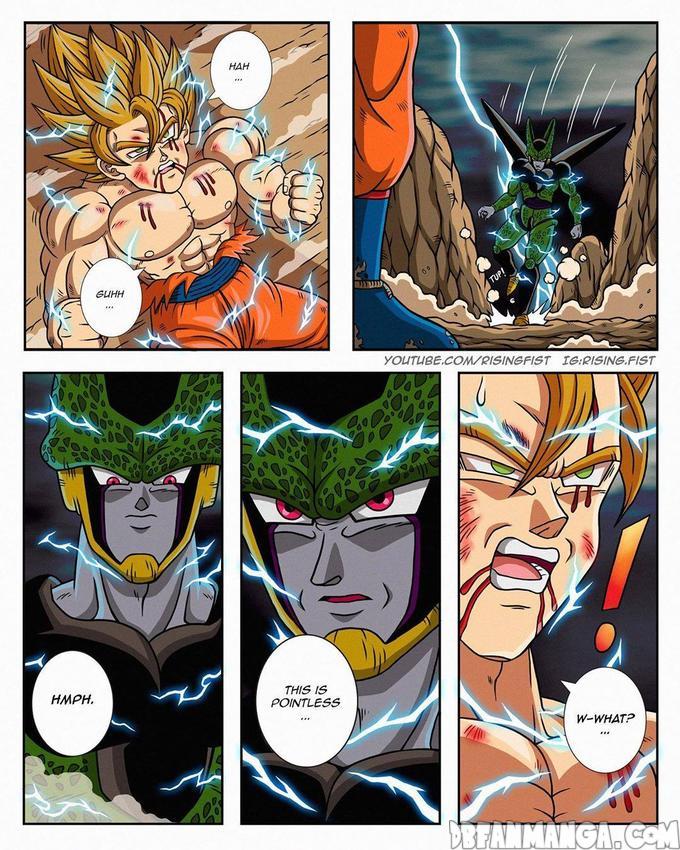 HAH
...
GUHH
...
TUP!
YOUTUBE.COM/RISINGFIST IG:RISING.FIST
HMPH.
THIS IS
POINTLESS
...
!
W-WHAT?
...
DBFANMANGA.COM